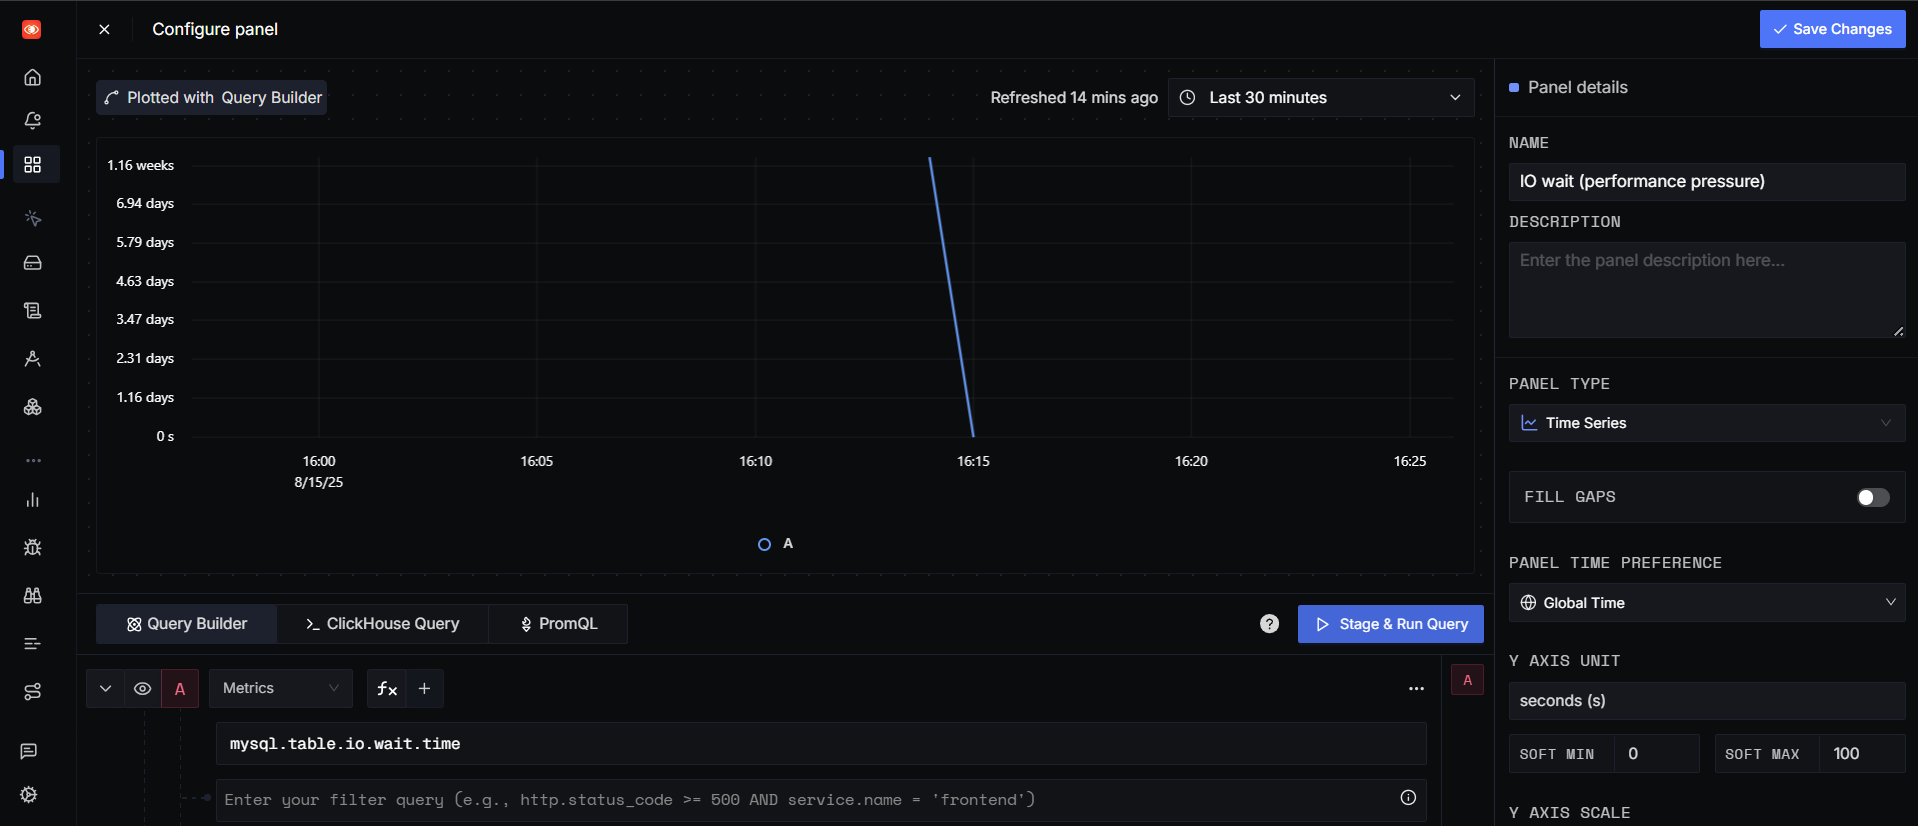 Configure panel
Save Changes
Plotted with Query Builder
Refreshed 14 mins ago
Last 30 minutes
1.16 weeks
6.94 days
5.79 days
4.63 days
3.47 days
2.31 days
1.16 days
0 s
16:00
16:05
16:10
16:15
16:20
16:25
8/15/25
A
Query Builder
ClickHouse Query
PromQL
?
Stage & Run Query
A
Metrics
fx
+
A
mysql.table.io.wait.time
Enter your filter query (e.g., http.status_code >= 500 AND service.name = 'frontend')
Panel details
NAME
IO wait (performance pressure)
DESCRIPTION
Enter the panel description here...
PANEL TYPE
Time Series
FILL GAPS
PANEL TIME PREFERENCE
Global Time
Y AXIS UNIT
seconds (s)
SOFT MIN 0
SOFT MAX 100
Y AXIS SCALE